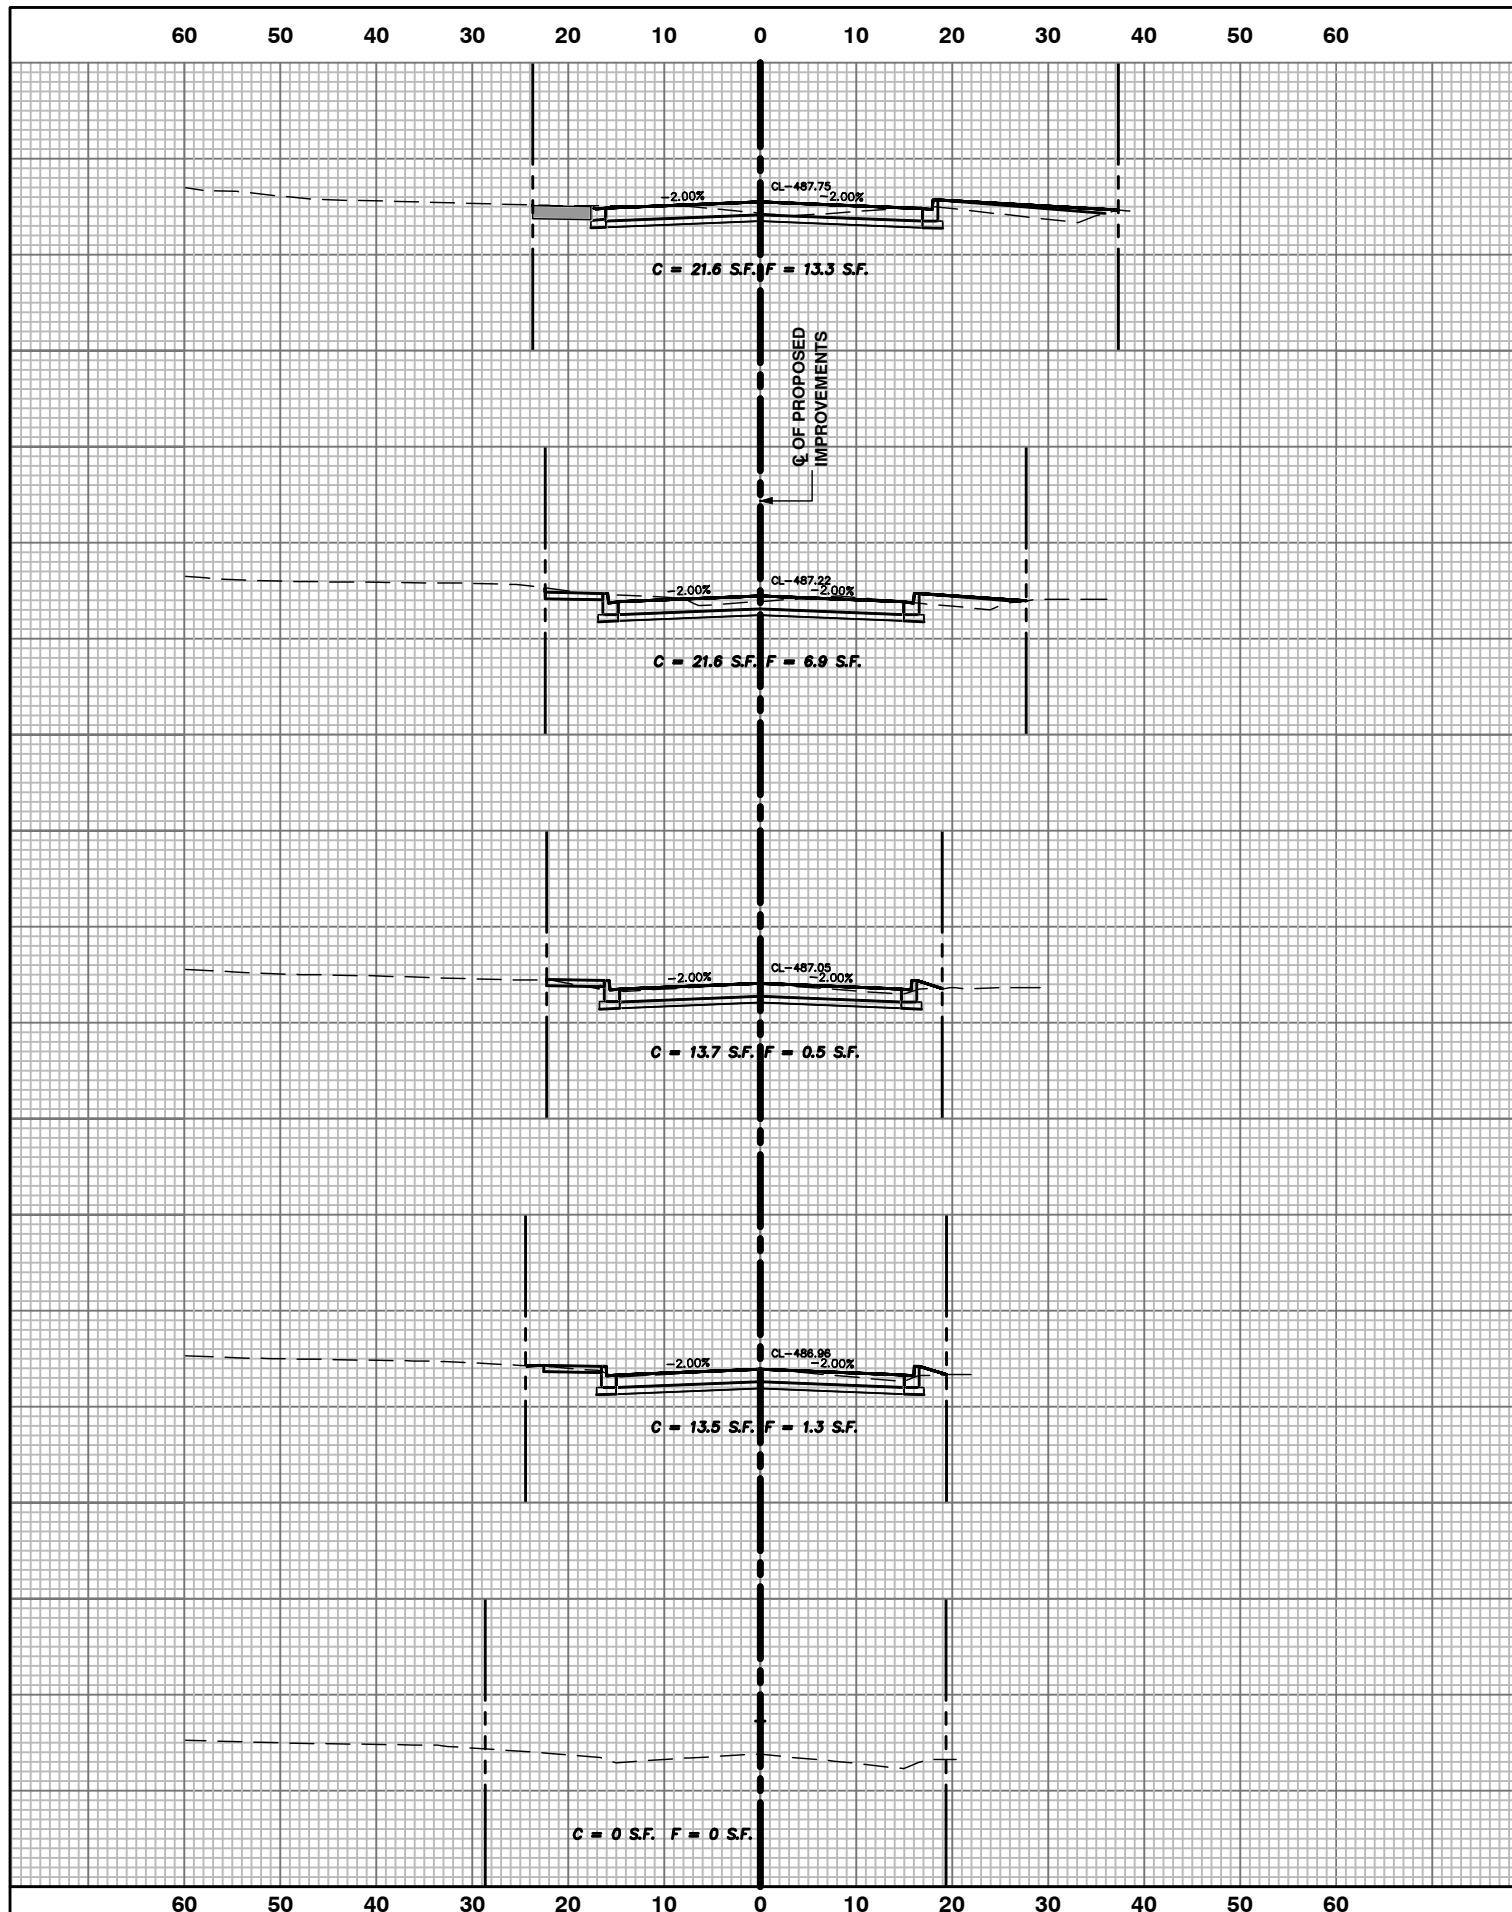 60 50 40 30 20 10 0 10 20 30 40 50 60
CL-487.75
-2.00% -2.00%
C = 21.6 S.F. F = 13.3 S.F.
℄ OF PROPOSED
IMPROVEMENTS
CL-487.22
-2.00% -2.00%
C = 21.6 S.F. F = 6.9 S.F.
CL-487.05
-2.00% -2.00%
C = 13.7 S.F. F = 0.5 S.F.
CL-486.96
-2.00% -2.00%
C = 13.5 S.F. F = 1.3 S.F.
C = 0 S.F. F = 0 S.F.
60 50 40 30 20 10 0 10 20 30 40 50 60